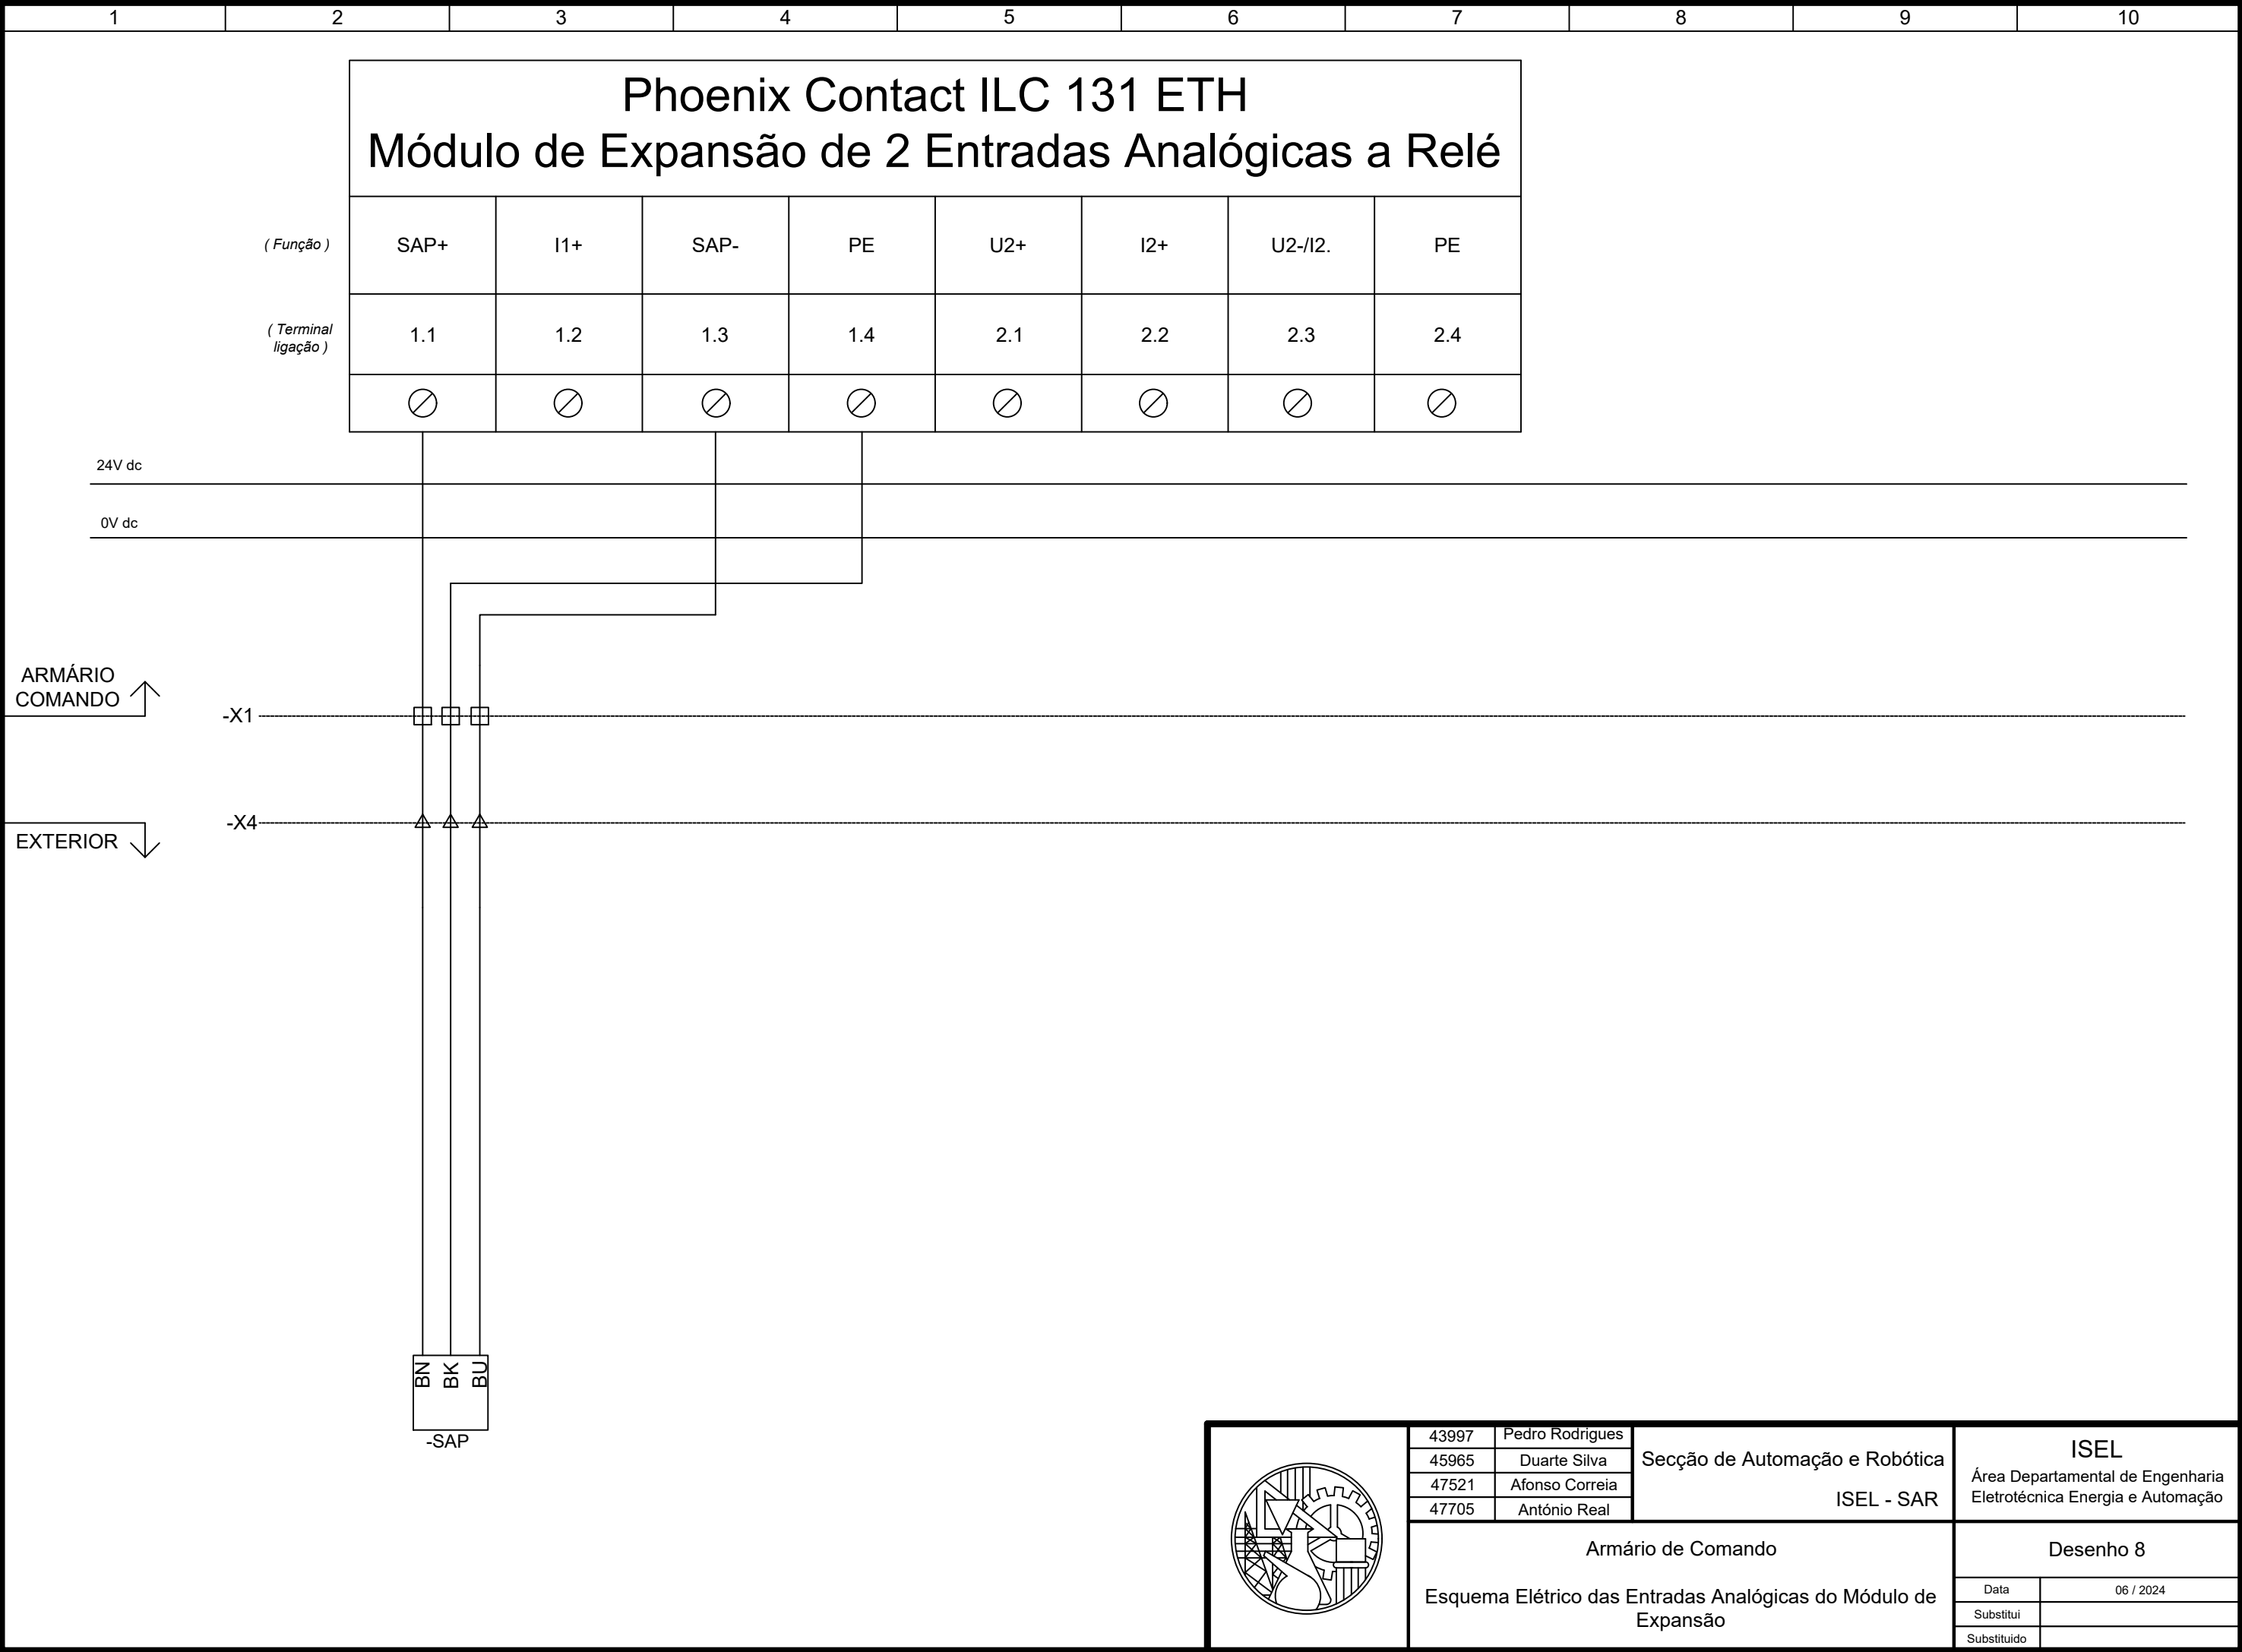 1 2 3 4 5 6 7 8 9 10
Phoenix Contact ILC 131 ETH
Módulo de Expansão de 2 Entradas Analógicas a Relé
( Função ) SAP+ I1+ SAP- PE U2+ I2+ U2-/I2. PE
( Terminal
ligação ) 1.1 1.2 1.3 1.4 2.1 2.2 2.3 2.4
24V dc
0V dc
ARMÁRIO
COMANDO
-X1
-X4
EXTERIOR
BN BK BU
-SAP
43997 Pedro Rodrigues
45965 Duarte Silva
47521 Afonso Correia
47705 António Real
Secção de Automação e Robótica
ISEL - SAR
ISEL
Área Departamental de Engenharia
Eletrotécnica Energia e Automação
Armário de Comando
Esquema Elétrico das Entradas Analógicas do Módulo de
Expansão
Desenho 8
Data 06 / 2024
Substitui
Substituido